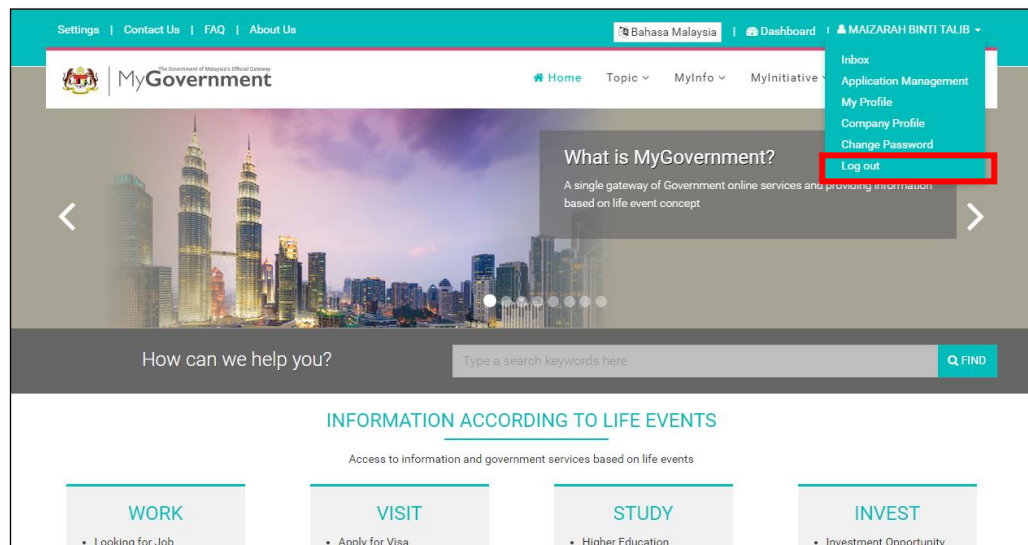 Settings | Contact Us | FAQ | About Us
Bahasa Malaysia | Dashboard | MAIZARAH BINTI TALIB
The Government of Malaysia's Official Gateway
MyGovernment
Home Topic MyInfo MyInitiative
Inbox
Application Management
My Profile
Company Profile
Change Password
Log out
What is MyGovernment?
A single gateway of Government online services and providing information
based on life event concept
How can we help you?
Type a search keywords here
FIND
INFORMATION ACCORDING TO LIFE EVENTS
Access to information and government services based on life events
WORK
• Looking for Job
VISIT
• Apply for Visa
STUDY
• Higher Education
INVEST
• Investment Opportunity